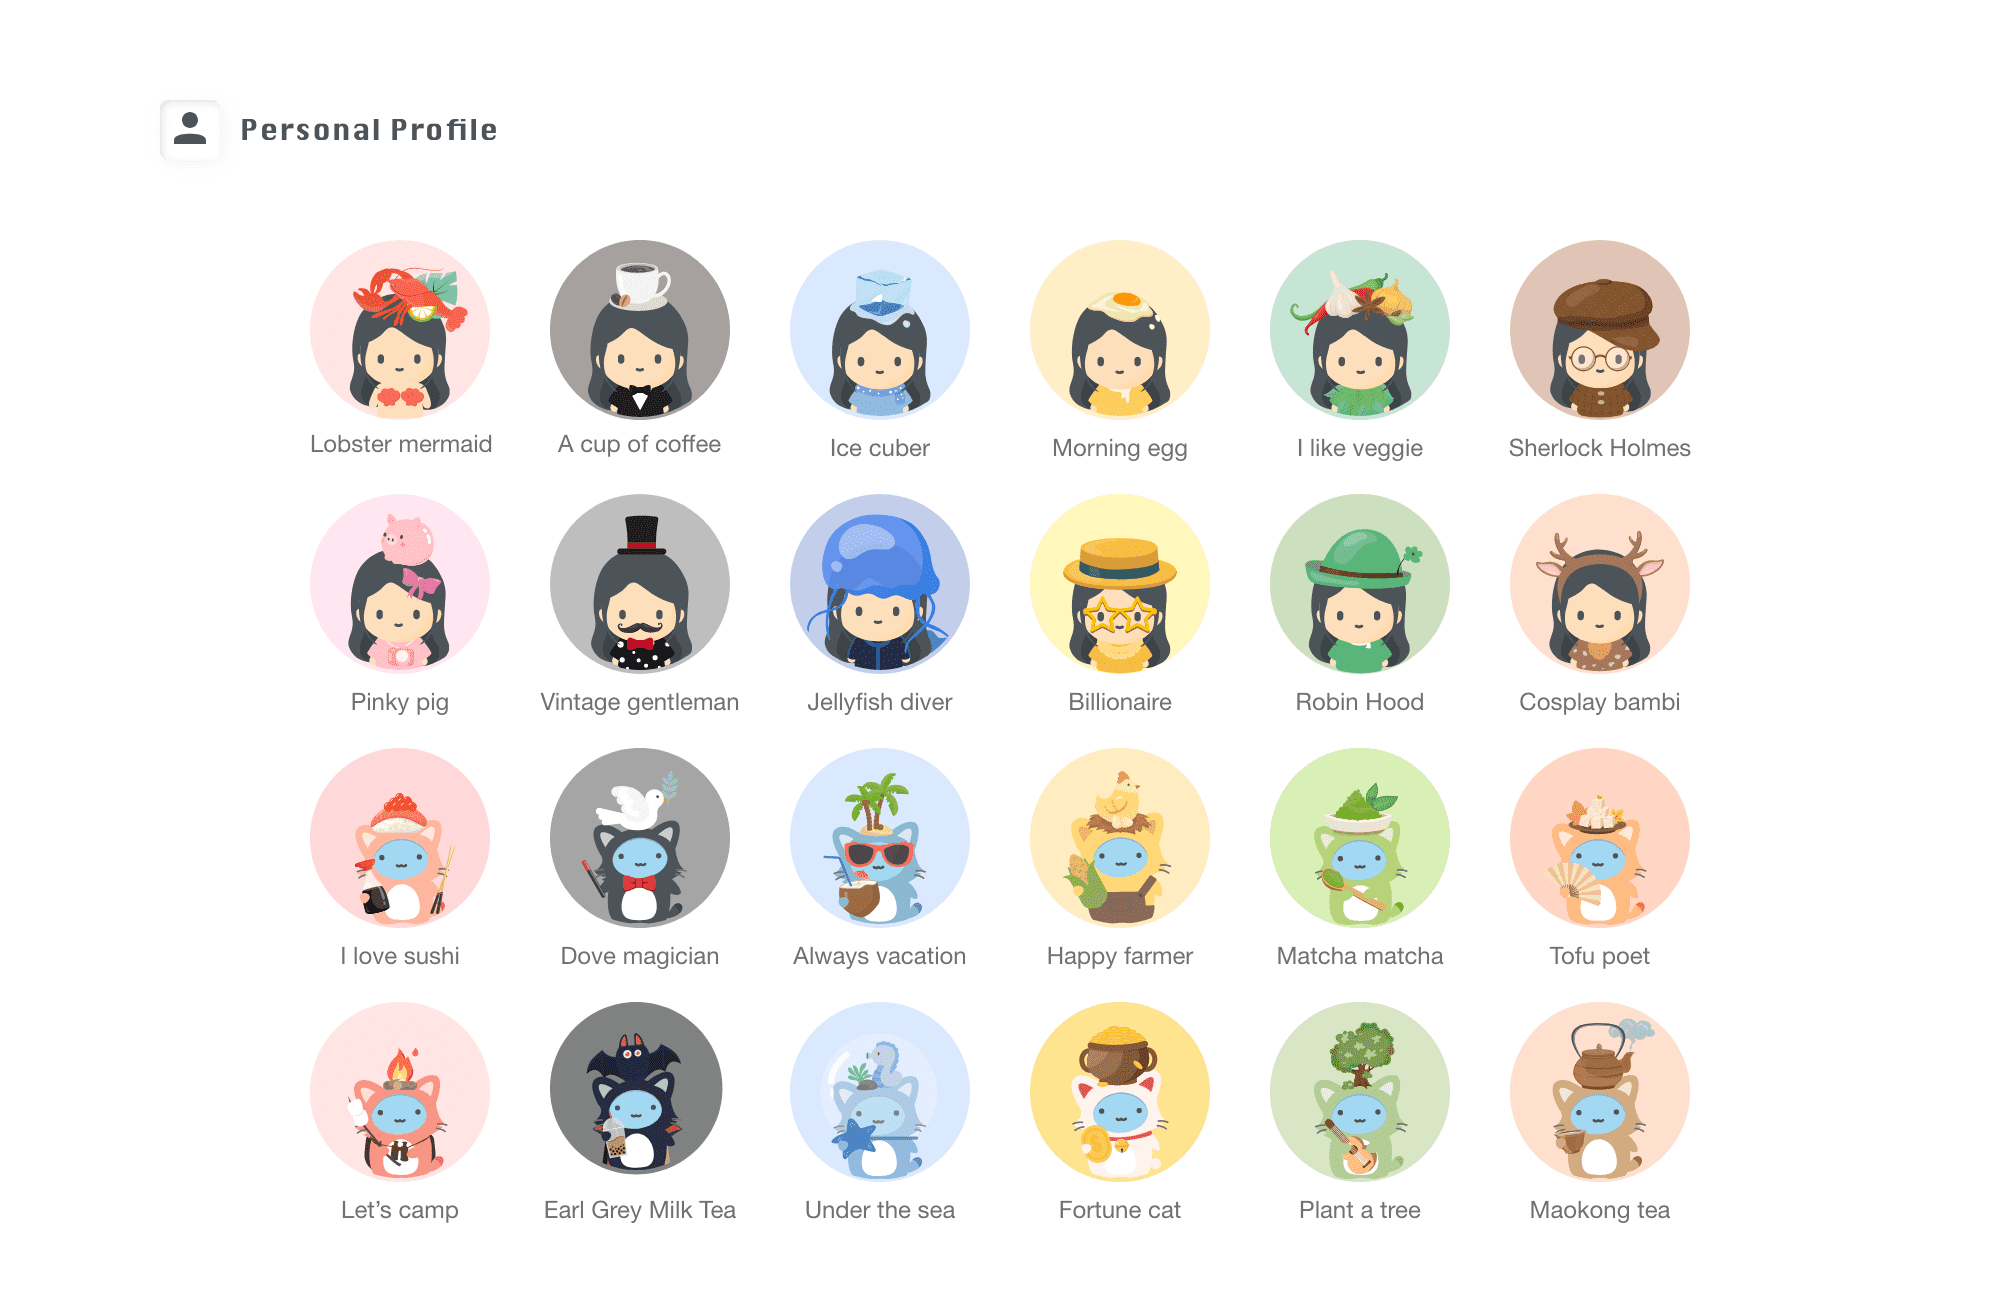 Personal Profile
Lobster mermaid
A cup of coffee
Ice cuber
Morning egg
I like veggie
Sherlock Holmes
Pinky pig
Vintage gentleman
Jellyfish diver
Billionaire
Robin Hood
Cosplay bambi
I love sushi
Dove magician
Always vacation
Happy farmer
Matcha matcha
Tofu poet
Let’s camp
Earl Grey Milk Tea
Under the sea
Fortune cat
Plant a tree
Maokong tea